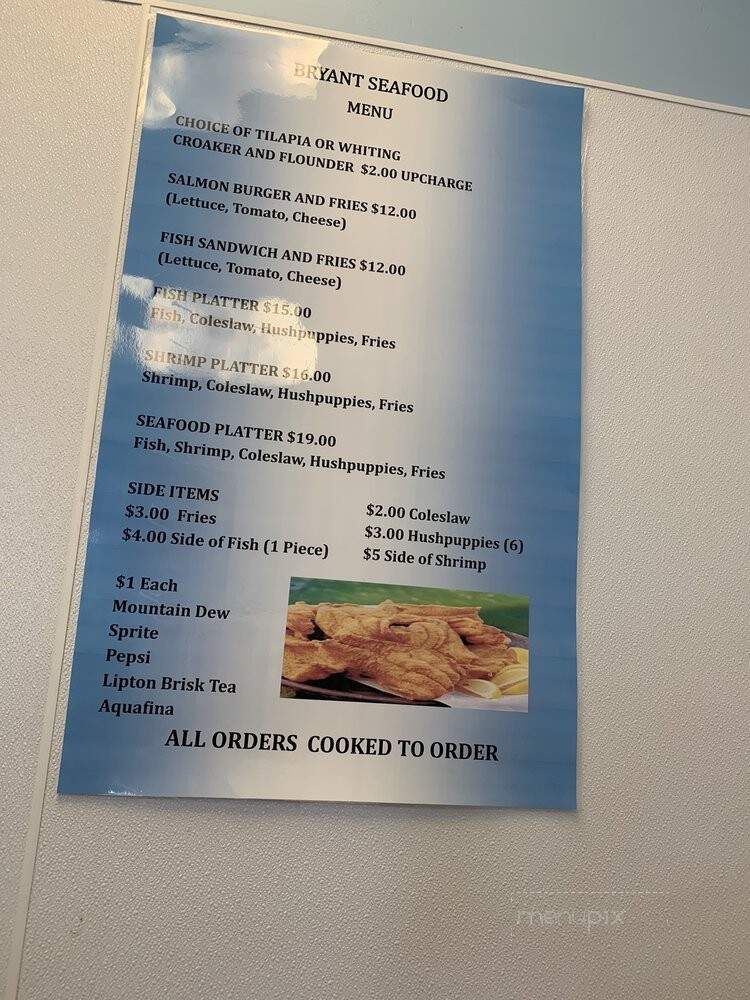 BRYANT SEAFOOD
MENU
CHOICE OF TILAPIA OR WHITING
CROAKER AND FLOUNDER $2.00 UPCHARGE
SALMON BURGER AND FRIES $12.00
(Lettuce, Tomato, Cheese)
FISH SANDWICH AND FRIES $12.00
(Lettuce, Tomato, Cheese)
FISH PLATTER $15.00
Fish, Coleslaw, Hushpuppies, Fries
SHRIMP PLATTER $16.00
Shrimp, Coleslaw, Hushpuppies, Fries
SEAFOOD PLATTER $19.00
Fish, Shrimp, Coleslaw, Hushpuppies, Fries
SIDE ITEMS
$3.00 Fries
$4.00 Side of Fish (1 Piece)
$2.00 Coleslaw
$3.00 Hushpuppies (6)
$5 Side of Shrimp
$1 Each
Mountain Dew
Sprite
Pepsi
Lipton Brisk Tea
Aquafina
ALL ORDERS COOKED TO ORDER
menupix